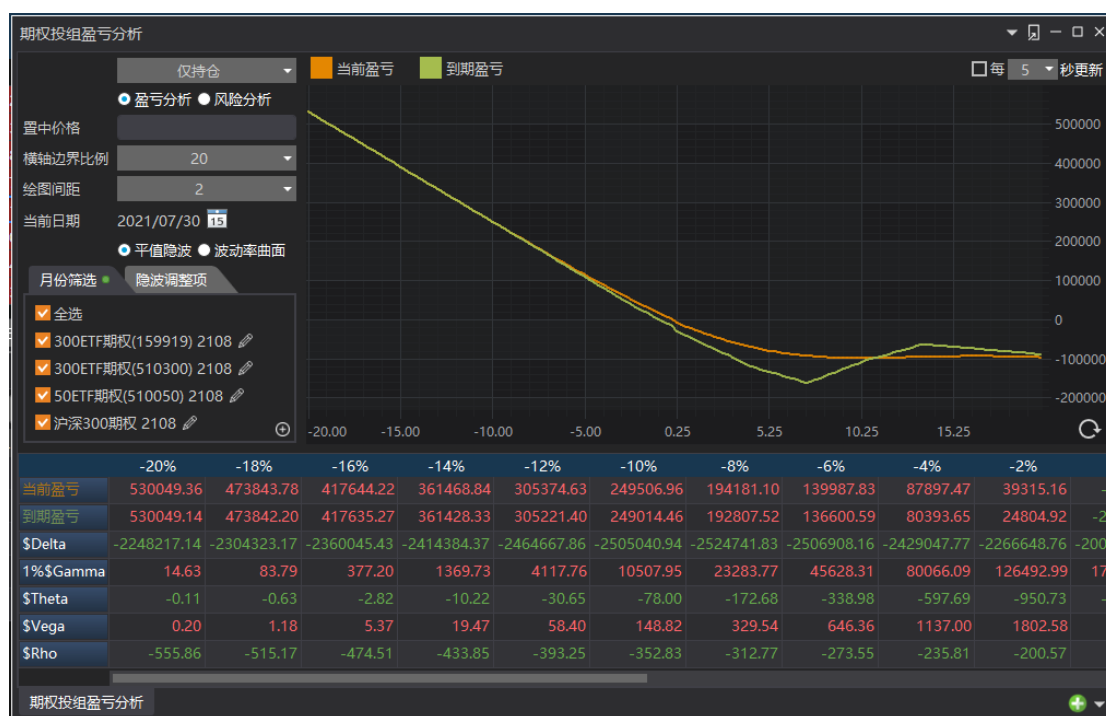 期权投组盈亏分析
仅持仓 当前盈亏 到期盈亏 每 5 秒更新
盈亏分析 风险分析
置中价格
横轴边界比例 20
绘图间距 2
当前日期 2021/07/30 15
平值隐波 波动率曲面
月份筛选 隐波调整项
全选
300ETF期权(159919) 2108
300ETF期权(510300) 2108
50ETF期权(510050) 2108
沪深300期权 2108
500000
400000
300000
200000
100000
0
-100000
-200000
-20.00 -15.00 -10.00 -5.00 0.25 5.25 10.25 15.25
-20% -18% -16% -14% -12% -10% -8% -6% -4% -2%
当前盈亏 530049.36 473843.78 417644.22 361468.84 305374.63 249506.96 194181.10 139987.83 87897.47 39315.16 -
到期盈亏 530049.14 473842.20 417635.27 361428.33 305221.40 249014.46 192807.52 136600.59 80393.65 24804.92 -2
$Delta -2248217.14 -2304323.17 -2360045.43 -2414384.37 -2464667.86 -2505040.94 -2524741.83 -2506908.16 -2429047.77 -2266648.76 -200
1%$Gamma 14.63 83.79 377.20 1369.73 4117.76 10507.95 23283.77 45628.31 80066.09 126492.99 17
$Theta -0.11 -0.63 -2.82 -10.22 -30.65 -78.00 -172.68 -338.98 -597.69 -950.73 -
$Vega 0.20 1.18 5.37 19.47 58.40 148.82 329.54 646.36 1137.00 1802.58
$Rho -555.86 -515.17 -474.51 -433.85 -393.25 -352.83 -312.77 -273.55 -235.81 -200.57
期权投组盈亏分析